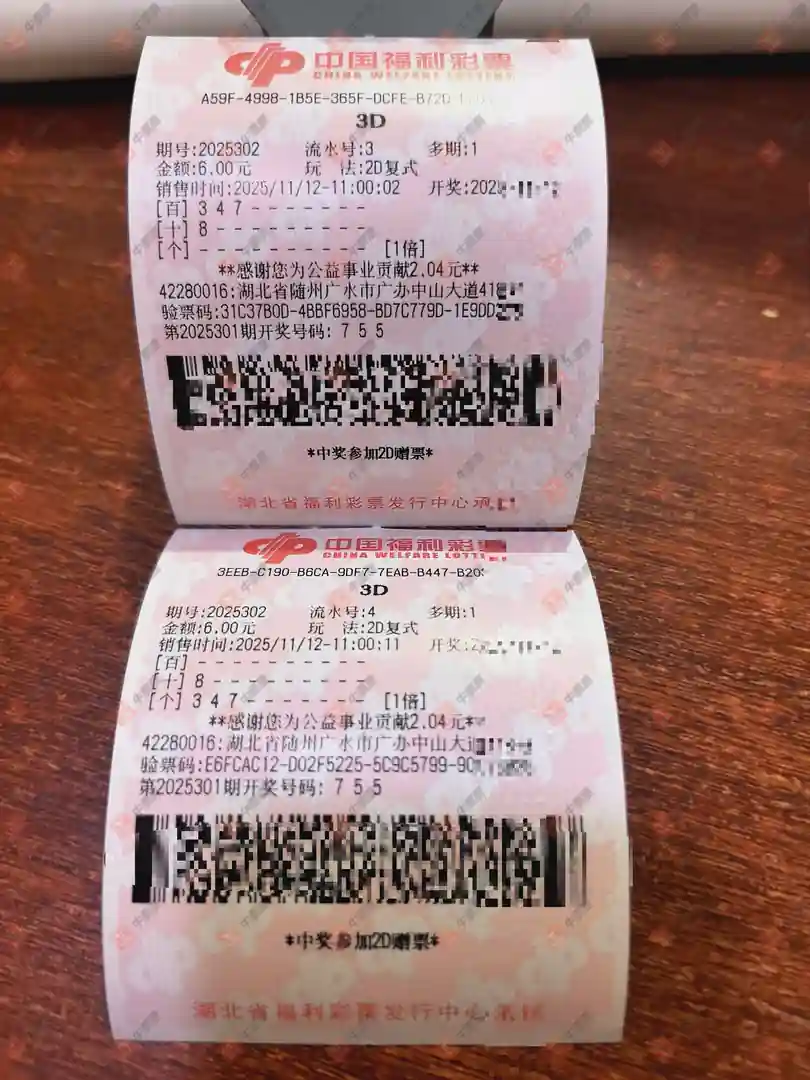 中国福利彩票
CHINA WELFARE LOTTERY
A59F-4998-1B5E-365F-DCFE-B72D
3D
期号:2025302 流水号:3 多期:1
金额:6.00元 玩 法:2D复式
销售时间:2025/11/12-11:00:02 开奖:202
[百] 3 4 7 - - - - - - -
[十] 8 - - - - - - - - -
[个] - - - - - - - - - - [1倍]
**感谢您为公益事业贡献2.04元**
42280016:湖北省随州广水市广办中山大道41
验票码:31C37B0D-4BBF6958-BD7C779D-1E9DD
第2025301期开奖号码: 7 5 5
*中奖参加2D赠票*
湖北省福利彩票发行中心承
中国福利彩票
CHINA WELFARE LOTTERY
3EEB-C190-B6CA-9DF7-7EAB-B447-B20
3D
期号:2025302 流水号:4 多期:1
金额:6.00元 玩 法:2D复式
销售时间:2025/11/12-11:00:11 开奖:2
[百] - - - - - - - - - -
[十] 8 - - - - - - - - -
[个] 3 4 7 - - - - - - - [1倍]
**感谢您为公益事业贡献2.04元*
42280016:湖北省随州广水市广办中山大
验票码:E6FCAC12-D02F5225-5C9C5799-90
第2025301期开奖号码: 7 5 5
*中奖参加2D赠票*
湖北省福利彩票发行中心承